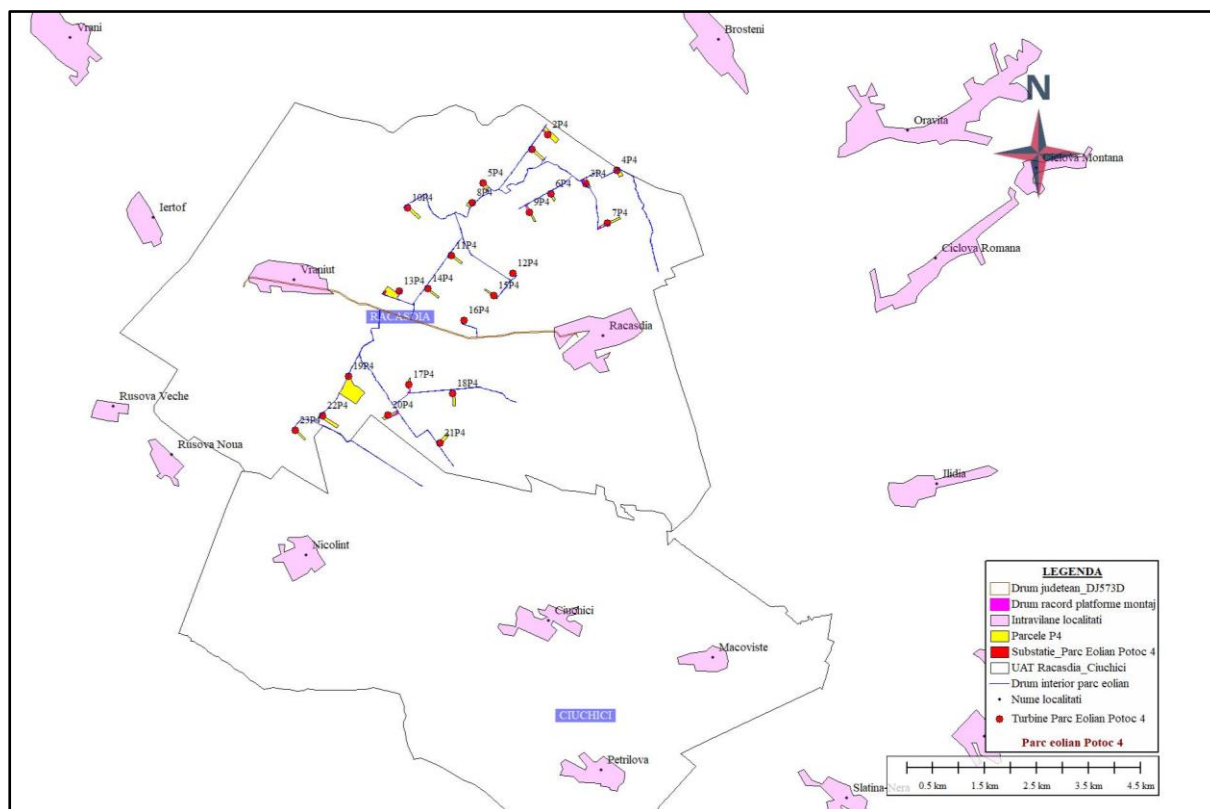 Vrani
Brosteni
Oravita
N
Ciclova Montana
2P4
4P4
5P4
3P4
6P4
8P4
10P4
9P4
7P4
Iertof
Ciclova Romana
11P4
12P4
Vraniut
13P4
14P4
15P4
16P4
RACASDIA
Racasdia
19P4
17P4
18P4
Rusova Veche
22P4
20P4
23P4
21P4
Rusova Noua
Ilidia
Nicolint
Ciuchici
Macoviste
CIUCHICI
Petrilova
Slatina-Nera
LEGENDA
Drum judetean_DJ573D
Drum racord platforme montaj
Intravilane localitati
Parcele P4
Substatie_Parc Eolian Potoc 4
UAT Racasdia_Ciuchici
Drum interior parc eolian
Nume localitati
Turbine Parc Eolian Potoc 4
Parc eolian Potoc 4
0.5 km 1.5 km 2.5 km 3.5 km 4.5 km